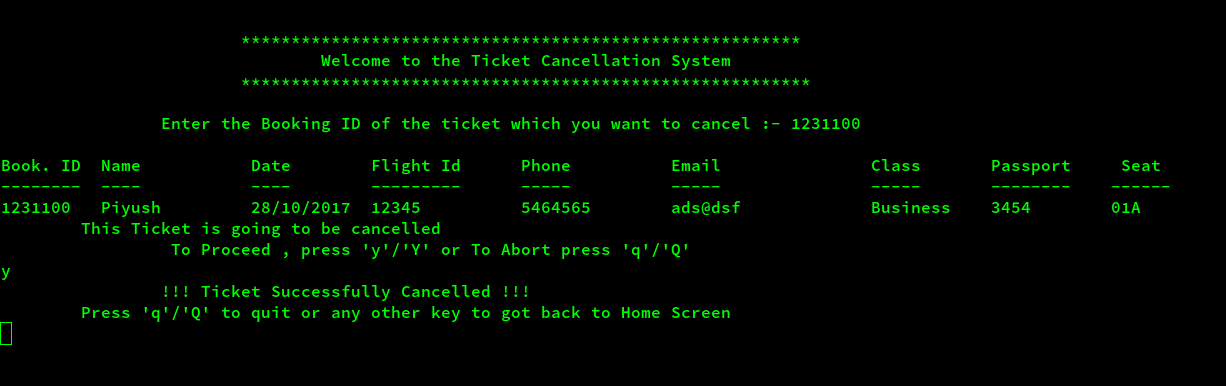 ********************************************************
Welcome to the Ticket Cancellation System
*********************************************************
Enter the Booking ID of the ticket which you want to cancel :- 1231100
Book. ID  Name           Date        Flight Id      Phone          Email               Class       Passport     Seat
--------  ----           ----        ---------      -----          -----               -----       --------    ------
1231100   Piyush         28/10/2017  12345          5464565        ads@dsf             Business    3454        01A
This Ticket is going to be cancelled
To Proceed , press 'y'/'Y' or To Abort press 'q'/'Q'
y
!!! Ticket Successfully Cancelled !!!
Press 'q'/'Q' to quit or any other key to got back to Home Screen